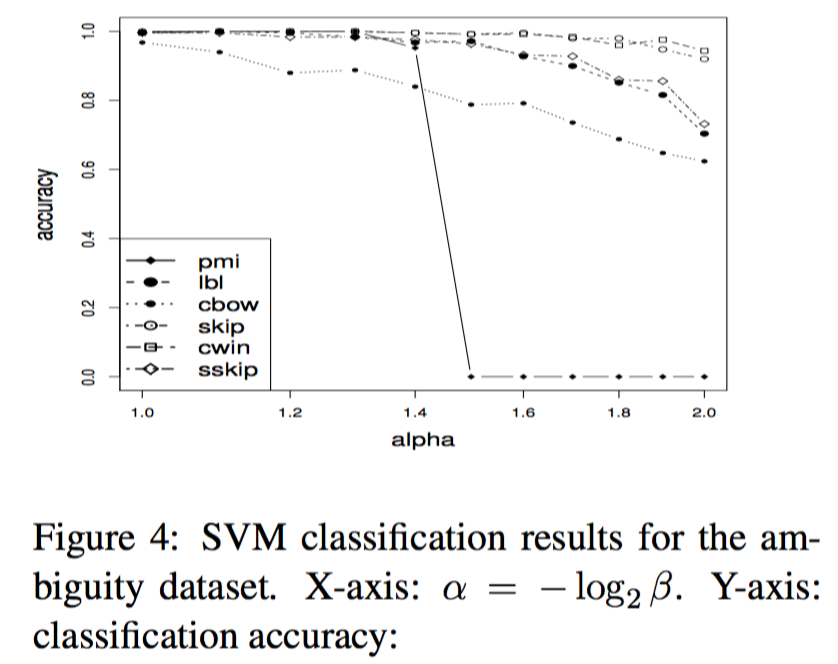 1.0
0.8
0.6
0.4
0.2
0.0
accuracy
pmi
lbl
cbow
skip
cwin
sskip
1.0 1.2 1.4 1.6 1.8 2.0
alpha
Figure 4: SVM classification results for the am-
biguity dataset. X-axis: α = − log₂ β. Y-axis:
classification accuracy: